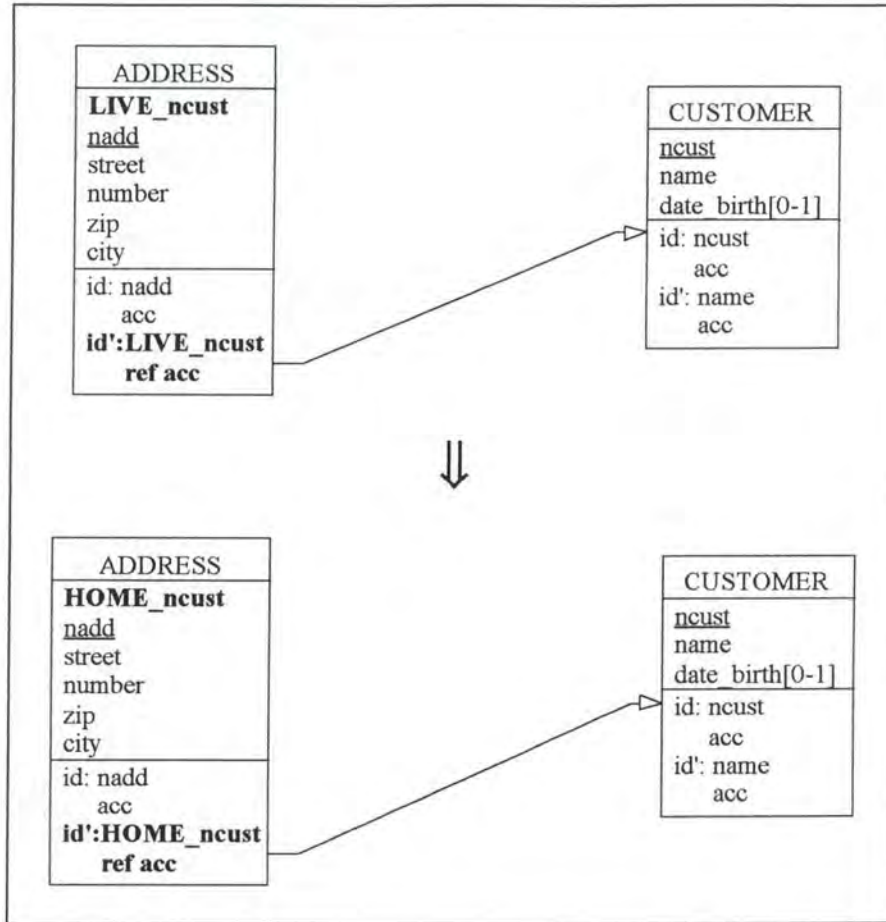 ADDRESS
LIVE_ncust
nadd
street
number
zip
city
id: nadd
acc
id':LIVE_ncust
ref acc
CUSTOMER
ncust
name
date_birth[0-1]
id: ncust
acc
id': name
acc
⇓
ADDRESS
HOME_ncust
nadd
street
number
zip
city
id: nadd
acc
id':HOME_ncust
ref acc
CUSTOMER
ncust
name
date_birth[0-1]
id: ncust
acc
id': name
acc